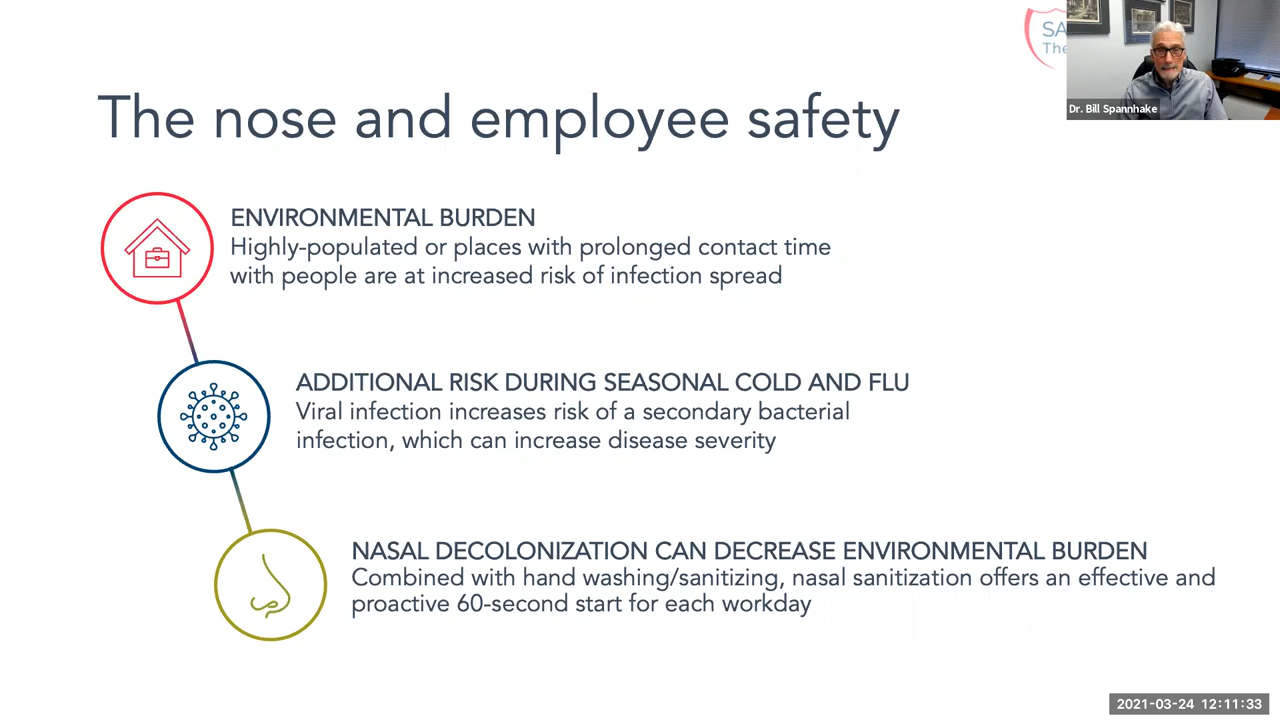 SA
The
Dr. Bill Spannhake
The nose and employee safety
ENVIRONMENTAL BURDEN
Highly-populated or places with prolonged contact time
with people are at increased risk of infection spread
ADDITIONAL RISK DURING SEASONAL COLD AND FLU
Viral infection increases risk of a secondary bacterial
infection, which can increase disease severity
NASAL DECOLONIZATION CAN DECREASE ENVIRONMENTAL BURDEN
Combined with hand washing/sanitizing, nasal sanitization offers an effective and
proactive 60-second start for each workday
2021-03-24 12:11:33